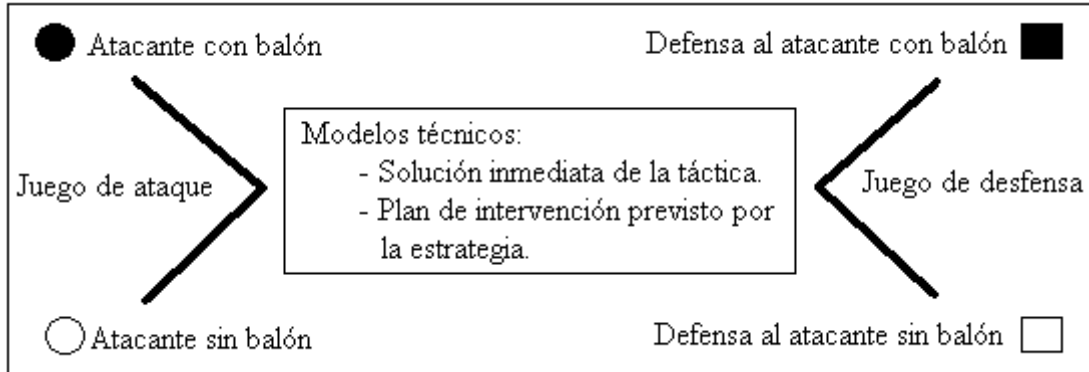 Atacante con balón
Defensa al atacante con balón
Modelos técnicos:
- Solución inmediata de la táctica.
- Plan de intervención previsto por
la estrategia.
Juego de ataque
Juego de desfensa
Atacante sin balón
Defensa al atacante sin balón